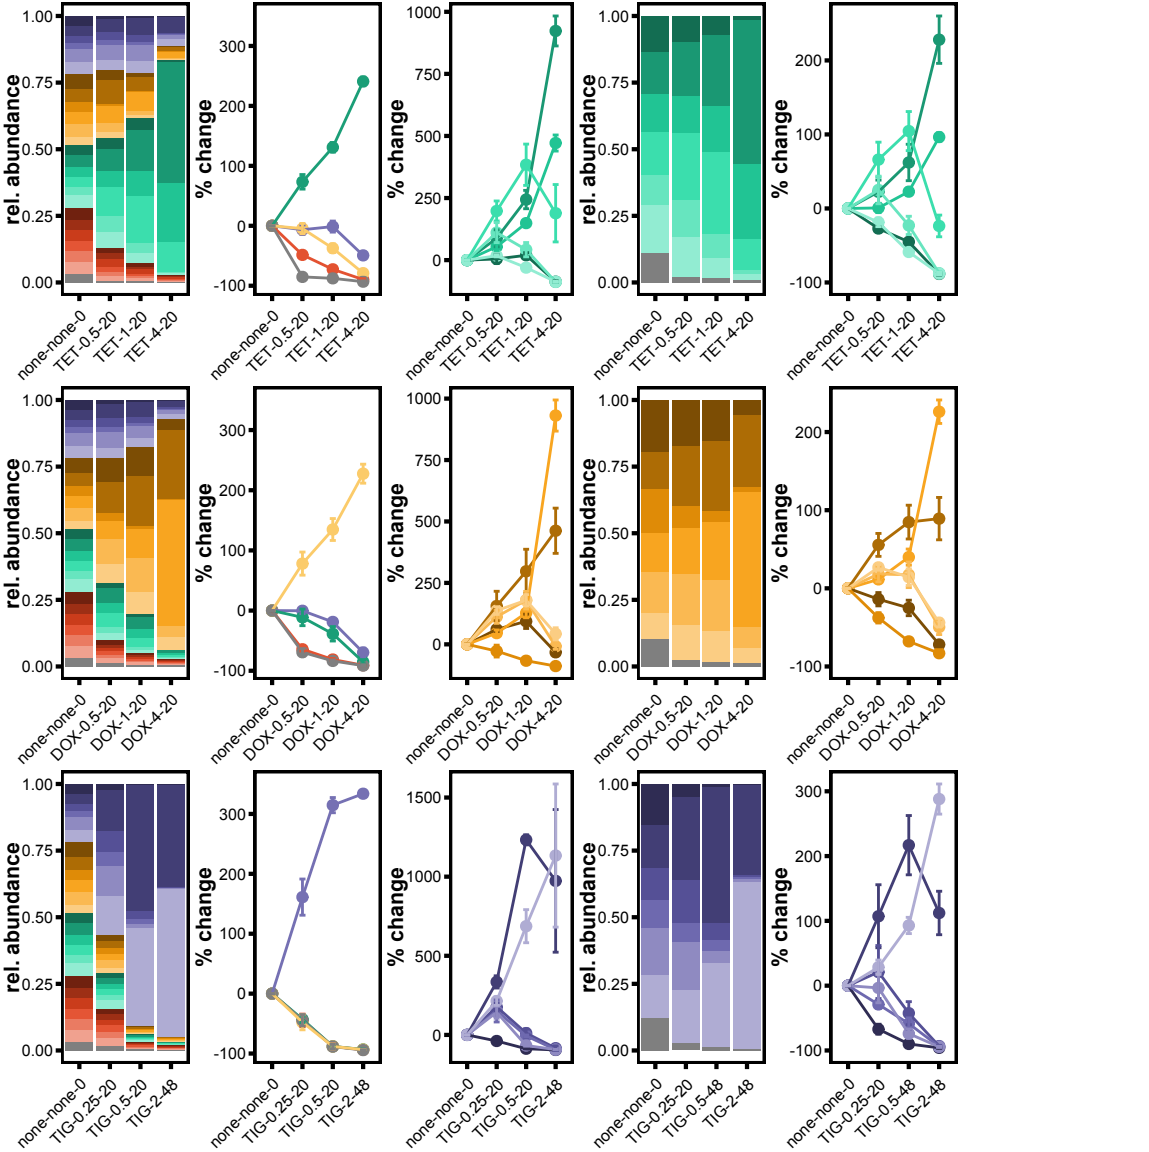 rel. abundance
1.00
0.75
0.50
0.25
0.00
none-none-0
TET-0.5-20
TET-1-20
TET-4-20
% change
300
200
100
0
-100
none-none-0
TET-0.5-20
TET-1-20
TET-4-20
% change
1000
750
500
250
0
none-none-0
TET-0.5-20
TET-1-20
TET-4-20
rel. abundance
1.00
0.75
0.50
0.25
0.00
none-none-0
TET-0.5-20
TET-1-20
TET-4-20
% change
200
100
0
-100
none-none-0
TET-0.5-20
TET-1-20
TET-4-20
rel. abundance
1.00
0.75
0.50
0.25
0.00
none-none-0
DOX-0.5-20
DOX-1-20
DOX-4-20
% change
300
200
100
0
-100
none-none-0
DOX-0.5-20
DOX-1-20
DOX-4-20
% change
1000
750
500
250
0
none-none-0
DOX-0.5-20
DOX-1-20
DOX-4-20
rel. abundance
1.00
0.75
0.50
0.25
0.00
none-none-0
DOX-0.5-20
DOX-1-20
DOX-4-20
% change
200
100
0
-100
none-none-0
DOX-0.5-20
DOX-1-20
DOX-4-20
rel. abundance
1.00
0.75
0.50
0.25
0.00
none-none-0
TIG-0.25-20
TIG-0.5-20
TIG-2-48
% change
300
200
100
0
-100
none-none-0
TIG-0.25-20
TIG-0.5-20
TIG-2-48
% change
1500
1000
500
0
none-none-0
TIG-0.25-20
TIG-0.5-20
TIG-2-48
rel. abundance
1.00
0.75
0.50
0.25
0.00
none-none-0
TIG-0.25-20
TIG-0.5-48
TIG-2-48
% change
300
200
100
0
-100
none-none-0
TIG-0.25-20
TIG-0.5-48
TIG-2-48